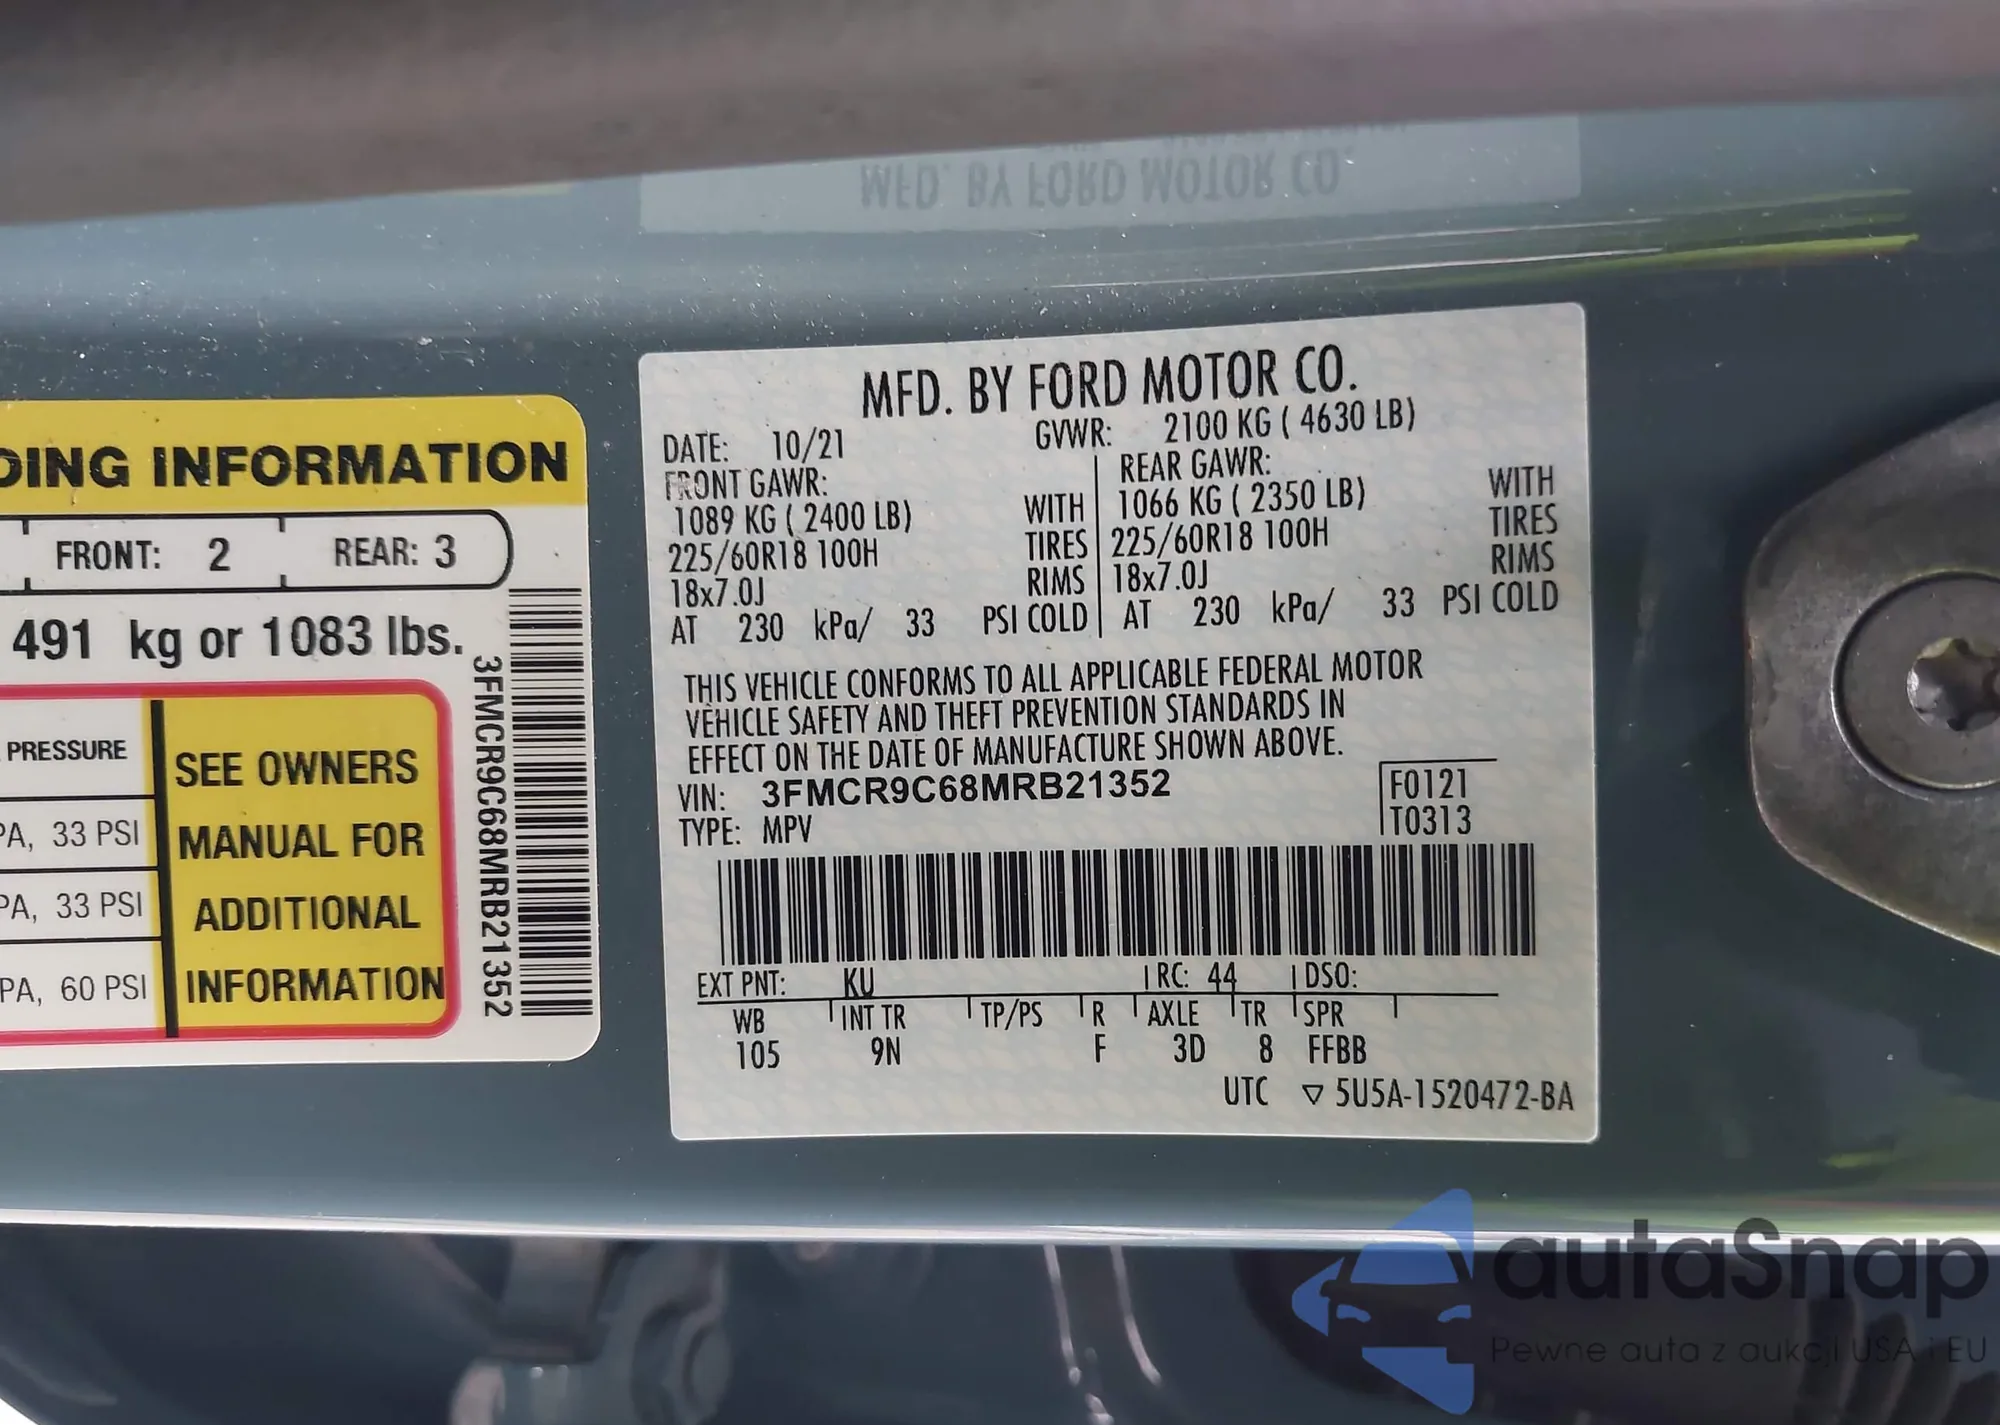 DING INFORMATION
FRONT: 2 REAR: 3
491 kg or 1083 lbs.
PRESSURE
PA, 33 PSI
PA, 33 PSI
PA, 60 PSI
SEE OWNERS
MANUAL FOR
ADDITIONAL
INFORMATION
3FMCR9C68MRB21352
MFD. BY FORD MOTOR CO.
DATE: 10/21 GVWR: 2100 KG ( 4630 LB)
FRONT GAWR: REAR GAWR:
1089 KG ( 2400 LB) WITH 1066 KG ( 2350 LB) WITH
225/60R18 100H TIRES 225/60R18 100H TIRES
18x7.0J RIMS 18x7.0J RIMS
AT 230 kPa/ 33 PSI COLD AT 230 kPa/ 33 PSI COLD
THIS VEHICLE CONFORMS TO ALL APPLICABLE FEDERAL MOTOR
VEHICLE SAFETY AND THEFT PREVENTION STANDARDS IN
EFFECT ON THE DATE OF MANUFACTURE SHOWN ABOVE.
VIN: 3FMCR9C68MRB21352 F0121
TYPE: MPV T0313
EXT PNT: KU RC: 44 DSO:
WB INT TR TP/PS R AXLE TR SPR
105 9N F 3D 8 FFBB
UTC ▽ 5U5A-1520472-BA
autaSnap
Pewne auta z aukcji USA i EU